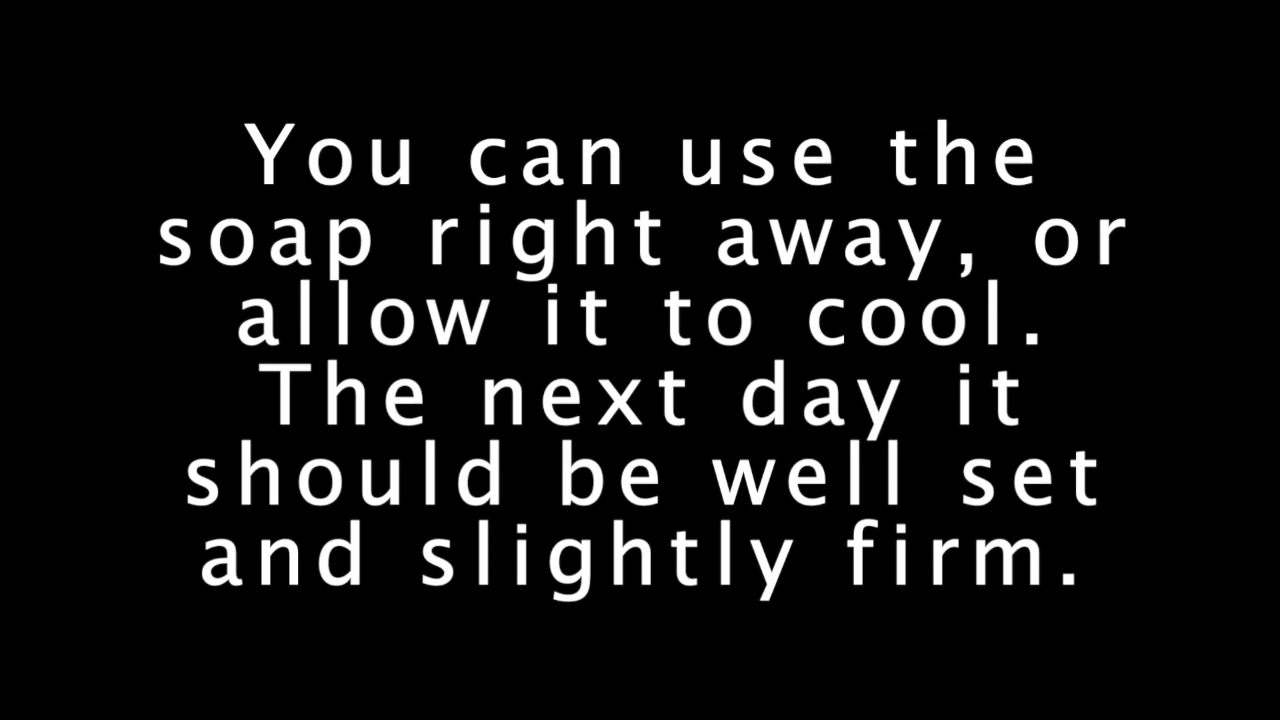 You can use the
soap right away, or
allow it to cool.
The next day it
should be well set
and slightly firm.